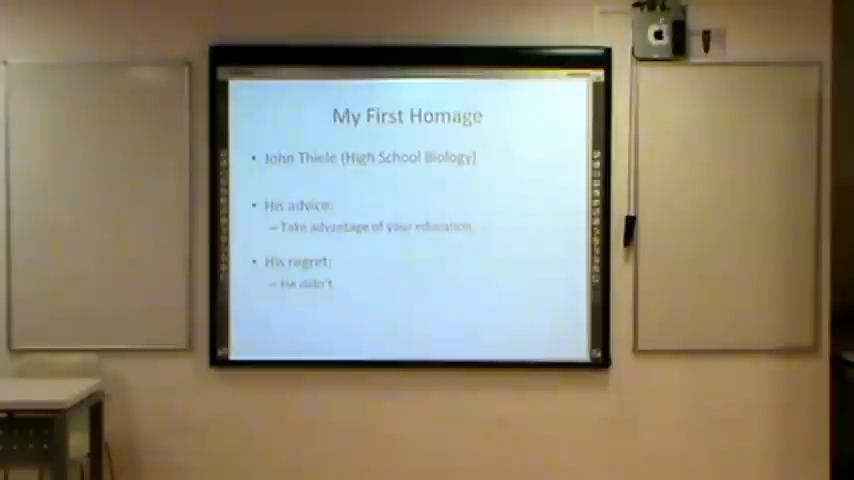 My First Homage
• John Thiele (High School Biology)
• His advice:
– Take advantage of your education
• His regret:
– He didn't